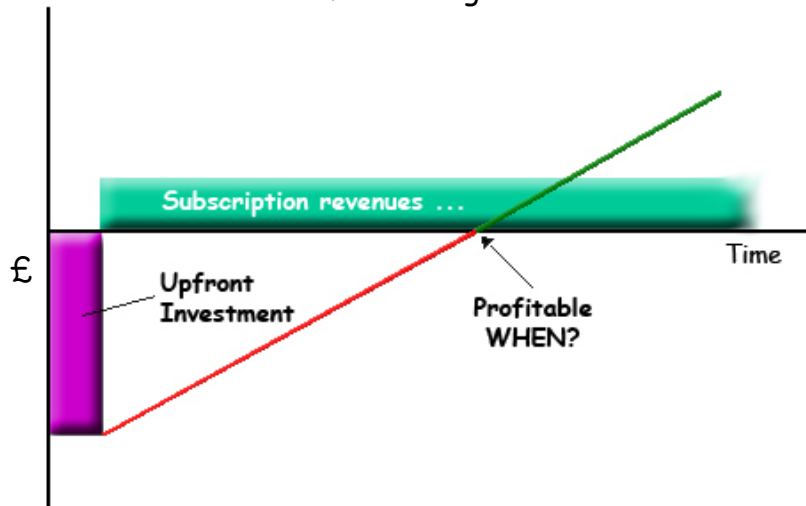 Subscription revenues ...
£
Time
Upfront
Investment
Profitable
WHEN?